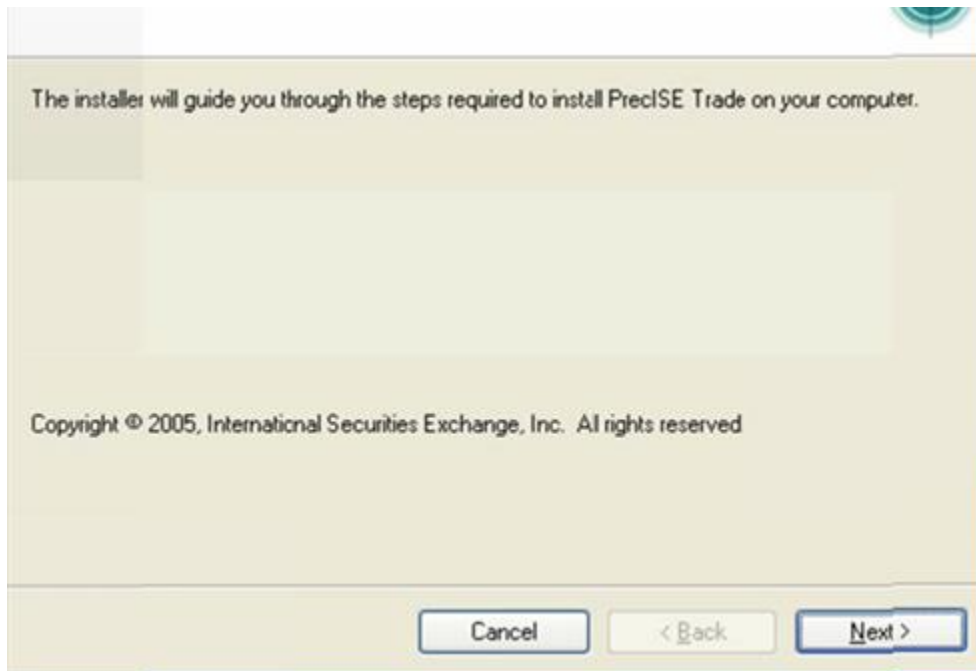 The installer will guide you through the steps required to install PrecISE Trade on your computer.
Copyright © 2005, International Securities Exchange, Inc. All rights reserved
Cancel
< Back
Next >